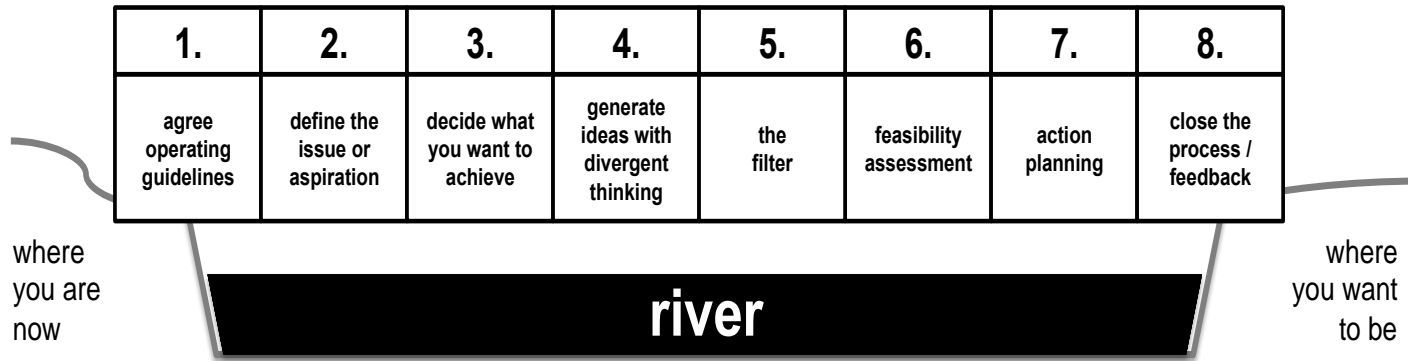 1.
2.
3.
4.
5.
6.
7.
8.
agree
operating
guidelines
define the
issue or
aspiration
decide what
you want to
achieve
generate
ideas with
divergent
thinking
the
filter
feasibility
assessment
action
planning
close the
process /
feedback
where
you are
now
river
where
you want
to be